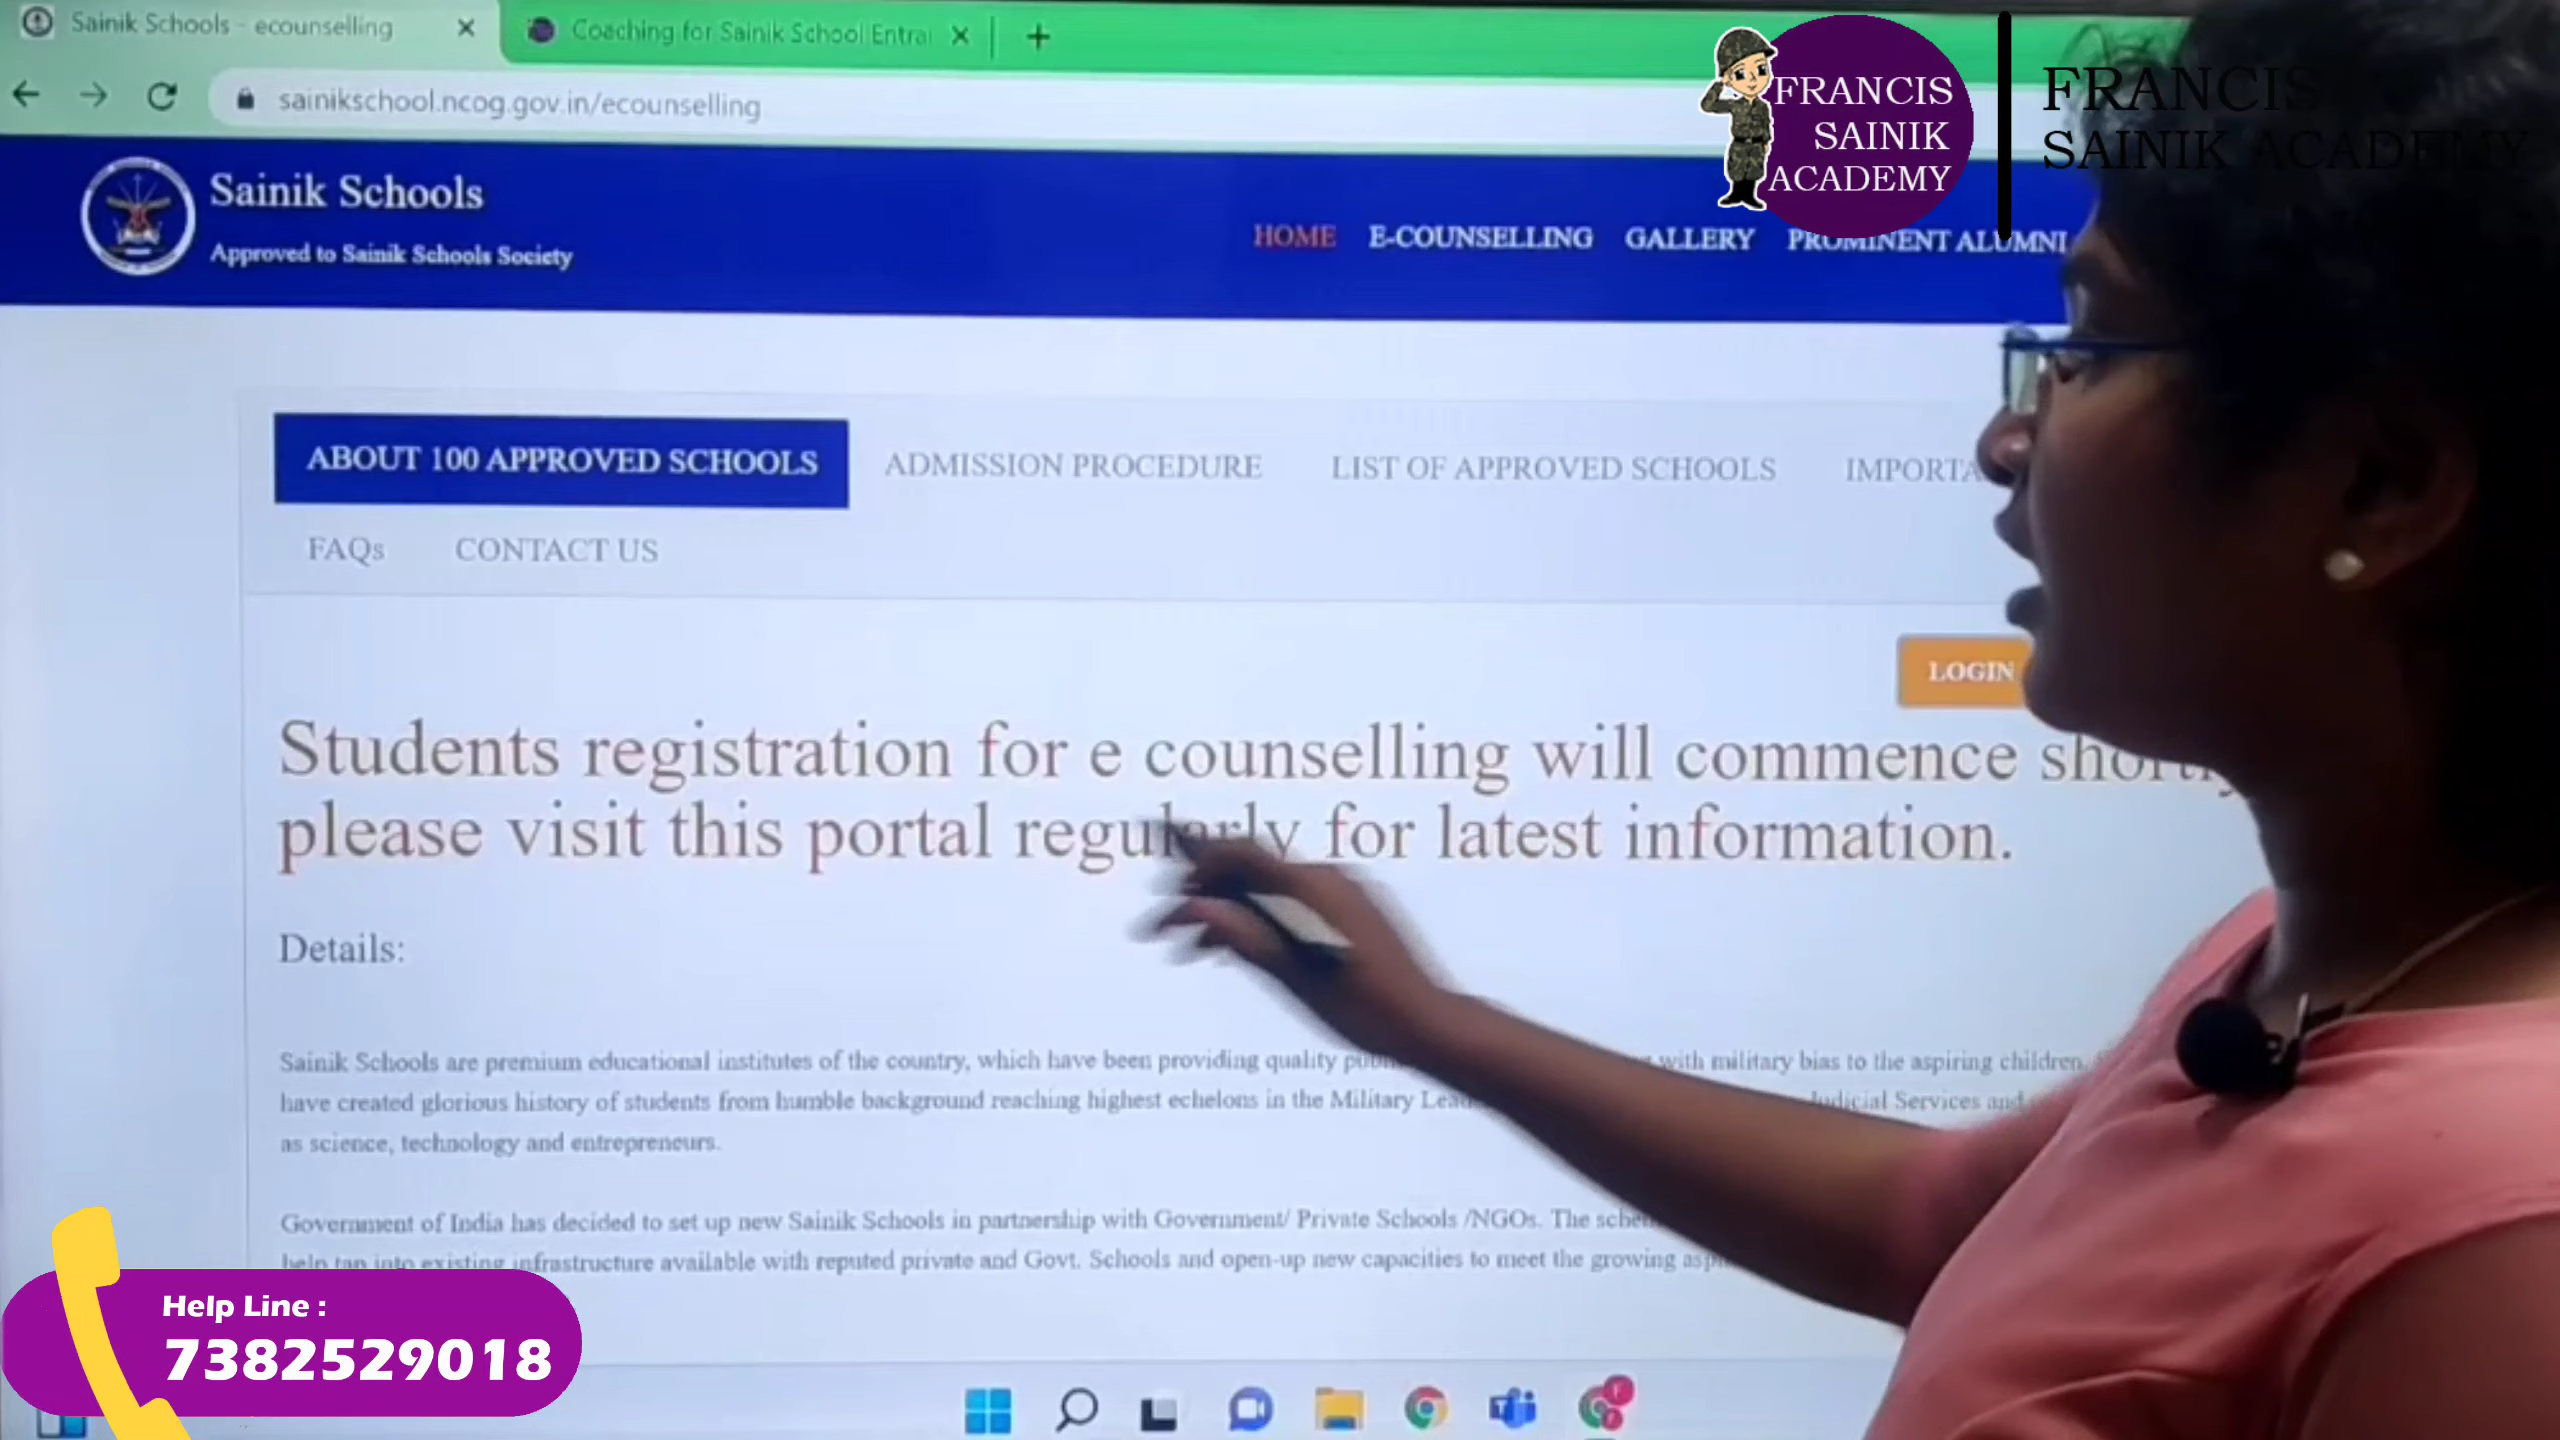 Sainik Schools - ecounselling
Coaching for Sainik School Entra
sainikschool.ncog.gov.in/ecounselling
FRANCIS
SAINIK
ACADEMY
FRANCIS
SAINIK ACADEMY
Sainik Schools
Approved to Sainik Schools Society
HOME E-COUNSELLING GALLERY PROMINENT ALUMNI
ABOUT 100 APPROVED SCHOOLS ADMISSION PROCEDURE LIST OF APPROVED SCHOOLS
FAQs CONTACT US
LOGIN
Students registration for e counselling will commence shortly
please visit this portal regularly for latest information.
Details:
Sainik Schools are premium educational institutes of the country, which have been providing quality with military bias to the aspiring children.
have created glorious history of students from humble background reaching highest echelons in the Military Judicial Services and
as science, technology and entrepreneurs.
Government of India has decided to set up new Sainik Schools in partnership with Government/ Private Schools /NGOs. The
help tap into existing infrastructure available with reputed private and Govt. Schools and open-up new capacities to meet the growing
Help Line :
7382529018